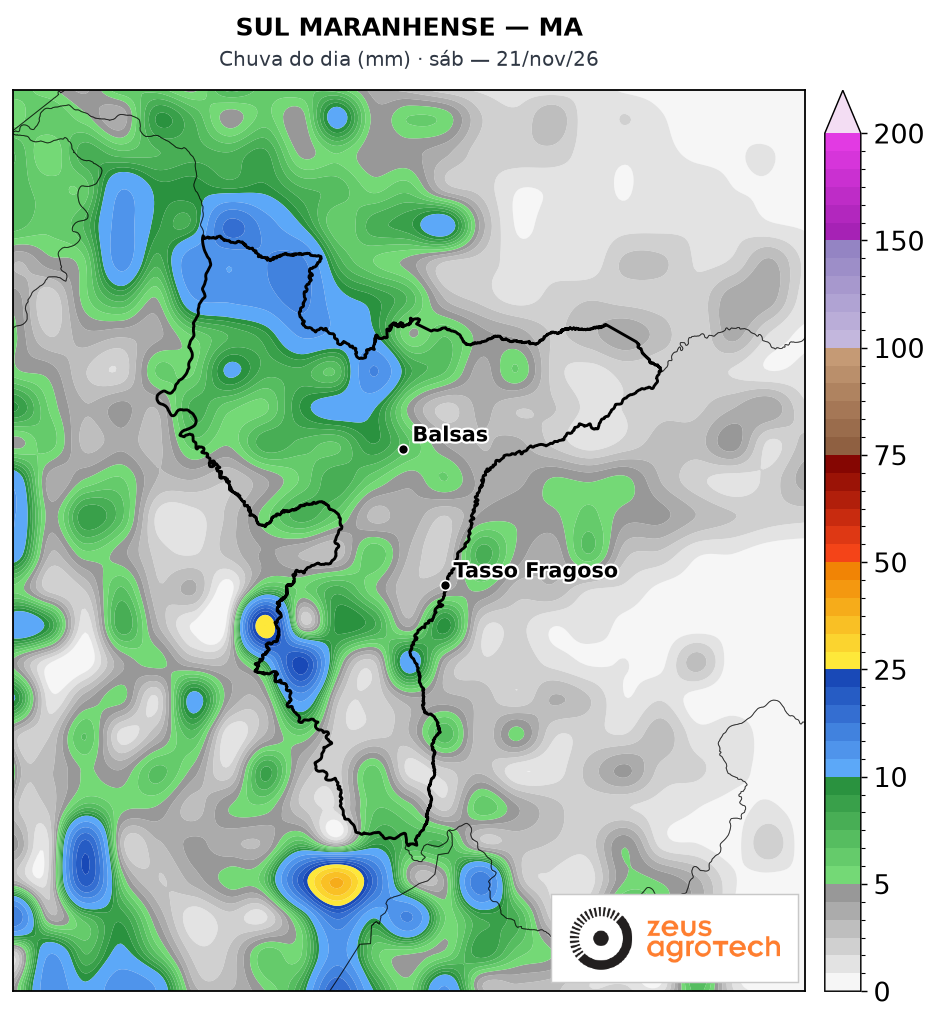 SUL MARANHENSE — MA
Chuva do dia (mm) · sáb — 21/nov/26
200
150
100
75
50
25
10
5
0
Balsas
Tasso Fragoso
zeus
agrotech